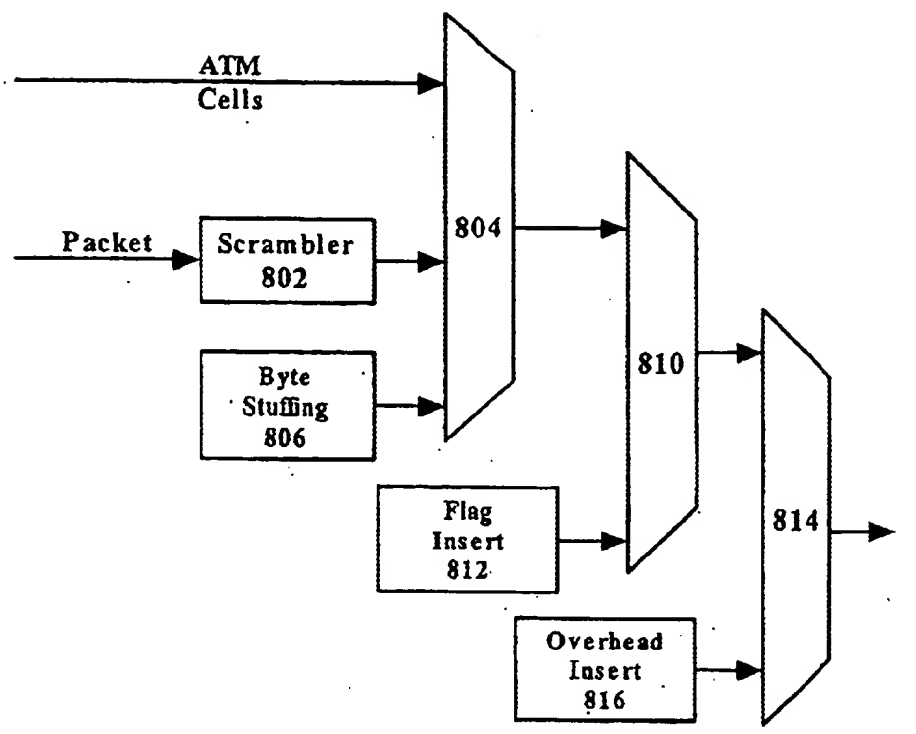 ATM
Cells
Packet
Scrambler
802
804
Byte
Stuffing
806
810
Flag
Insert
812
814
Overhead
Insert
816